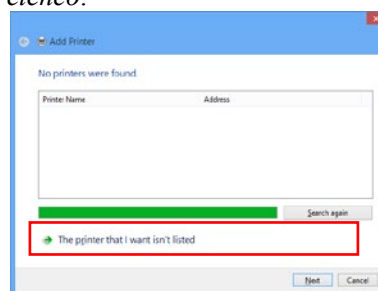 elenco.
Add Printer
No printers were found.
Printer Name Address
Search again
The printer that I want isn't listed
Next Cancel